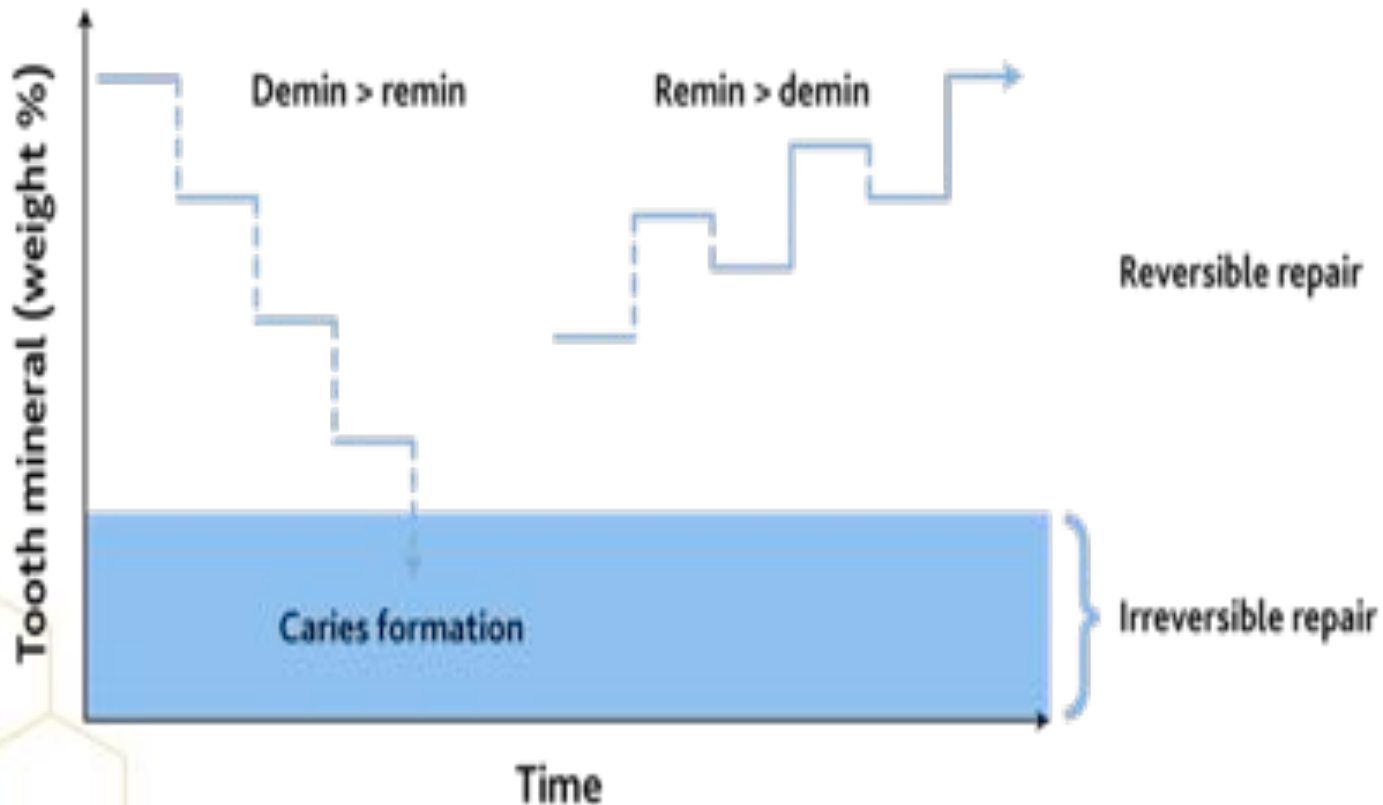 Tooth mineral (weight %)
Demin > remin
Remin > demin
Reversible repair
Caries formation
Irreversible repair
Time